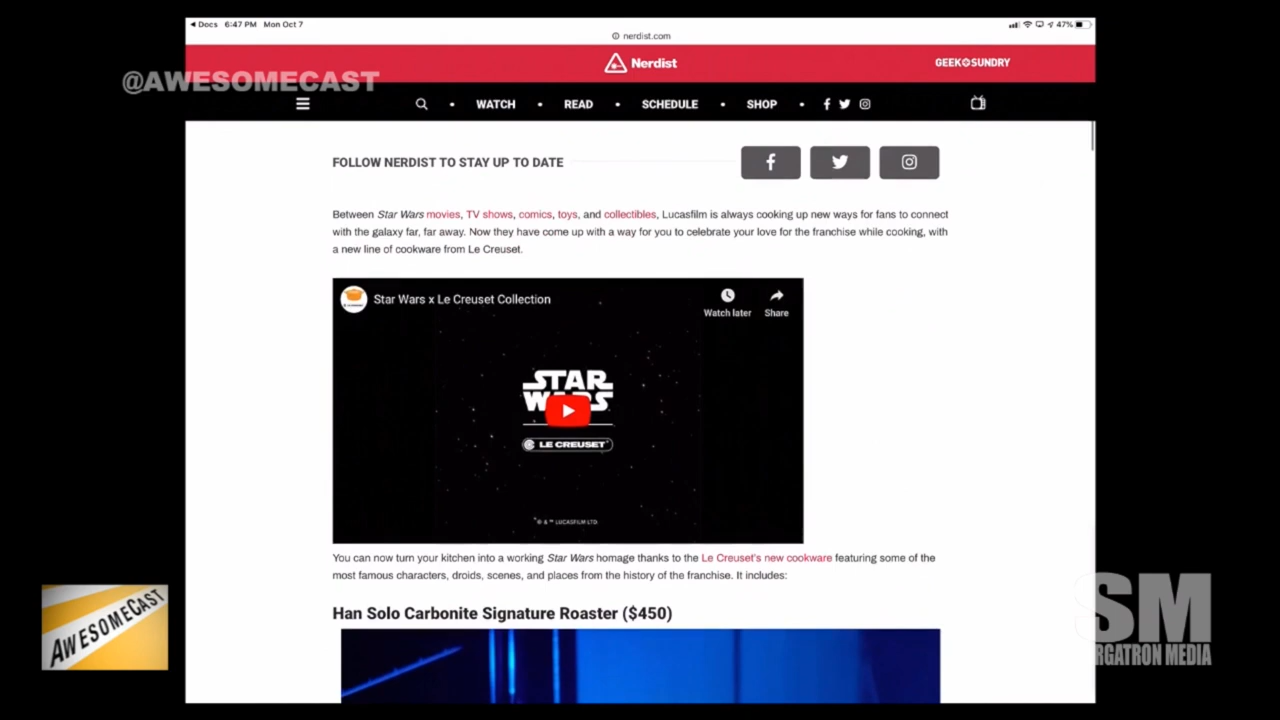 Docs 6:47 PM Mon Oct 7
47%
nerdist.com
Nerdist
GEEK SUNDRY
@AWESOMECAST
WATCH • READ • SCHEDULE • SHOP
FOLLOW NERDIST TO STAY UP TO DATE
Between Star Wars movies, TV shows, comics, toys, and collectibles, Lucasfilm is always cooking up new ways for fans to connect
with the galaxy far, far away. Now they have come up with a way for you to celebrate your love for the franchise while cooking, with
a new line of cookware from Le Creuset.
Star Wars x Le Creuset Collection
Watch later
Share
STAR
WARS
LE CREUSET
© & ™ LUCASFILM LTD.
You can now turn your kitchen into a working Star Wars homage thanks to the Le Creuset's new cookware featuring some of the
most famous characters, droids, scenes, and places from the history of the franchise. It includes:
Han Solo Carbonite Signature Roaster ($450)
AWESOMECAST
SM
RGATRON MEDIA